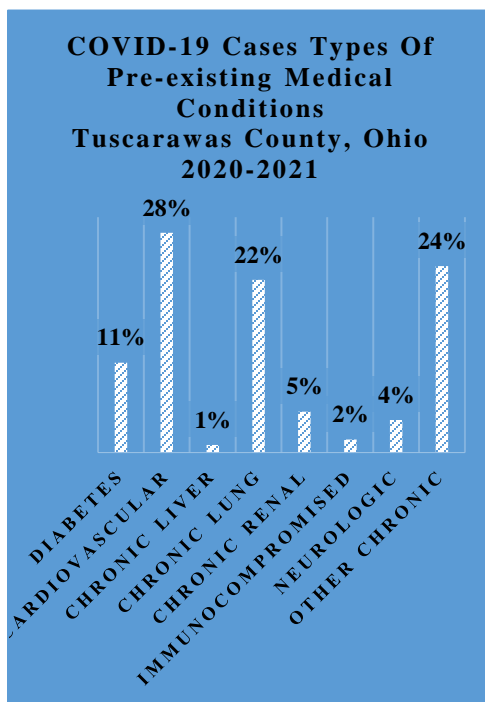 COVID-19 Cases Types Of
Pre-existing Medical
Conditions
Tuscarawas County, Ohio
2020-2021
28%
24%
22%
11%
5%
4%
2%
1%
DIABETES
CARDIOVASCULAR
CHRONIC LIVER
CHRONIC LUNG
CHRONIC RENAL
IMMUNOCOMPROMISED
NEUROLOGIC
OTHER CHRONIC